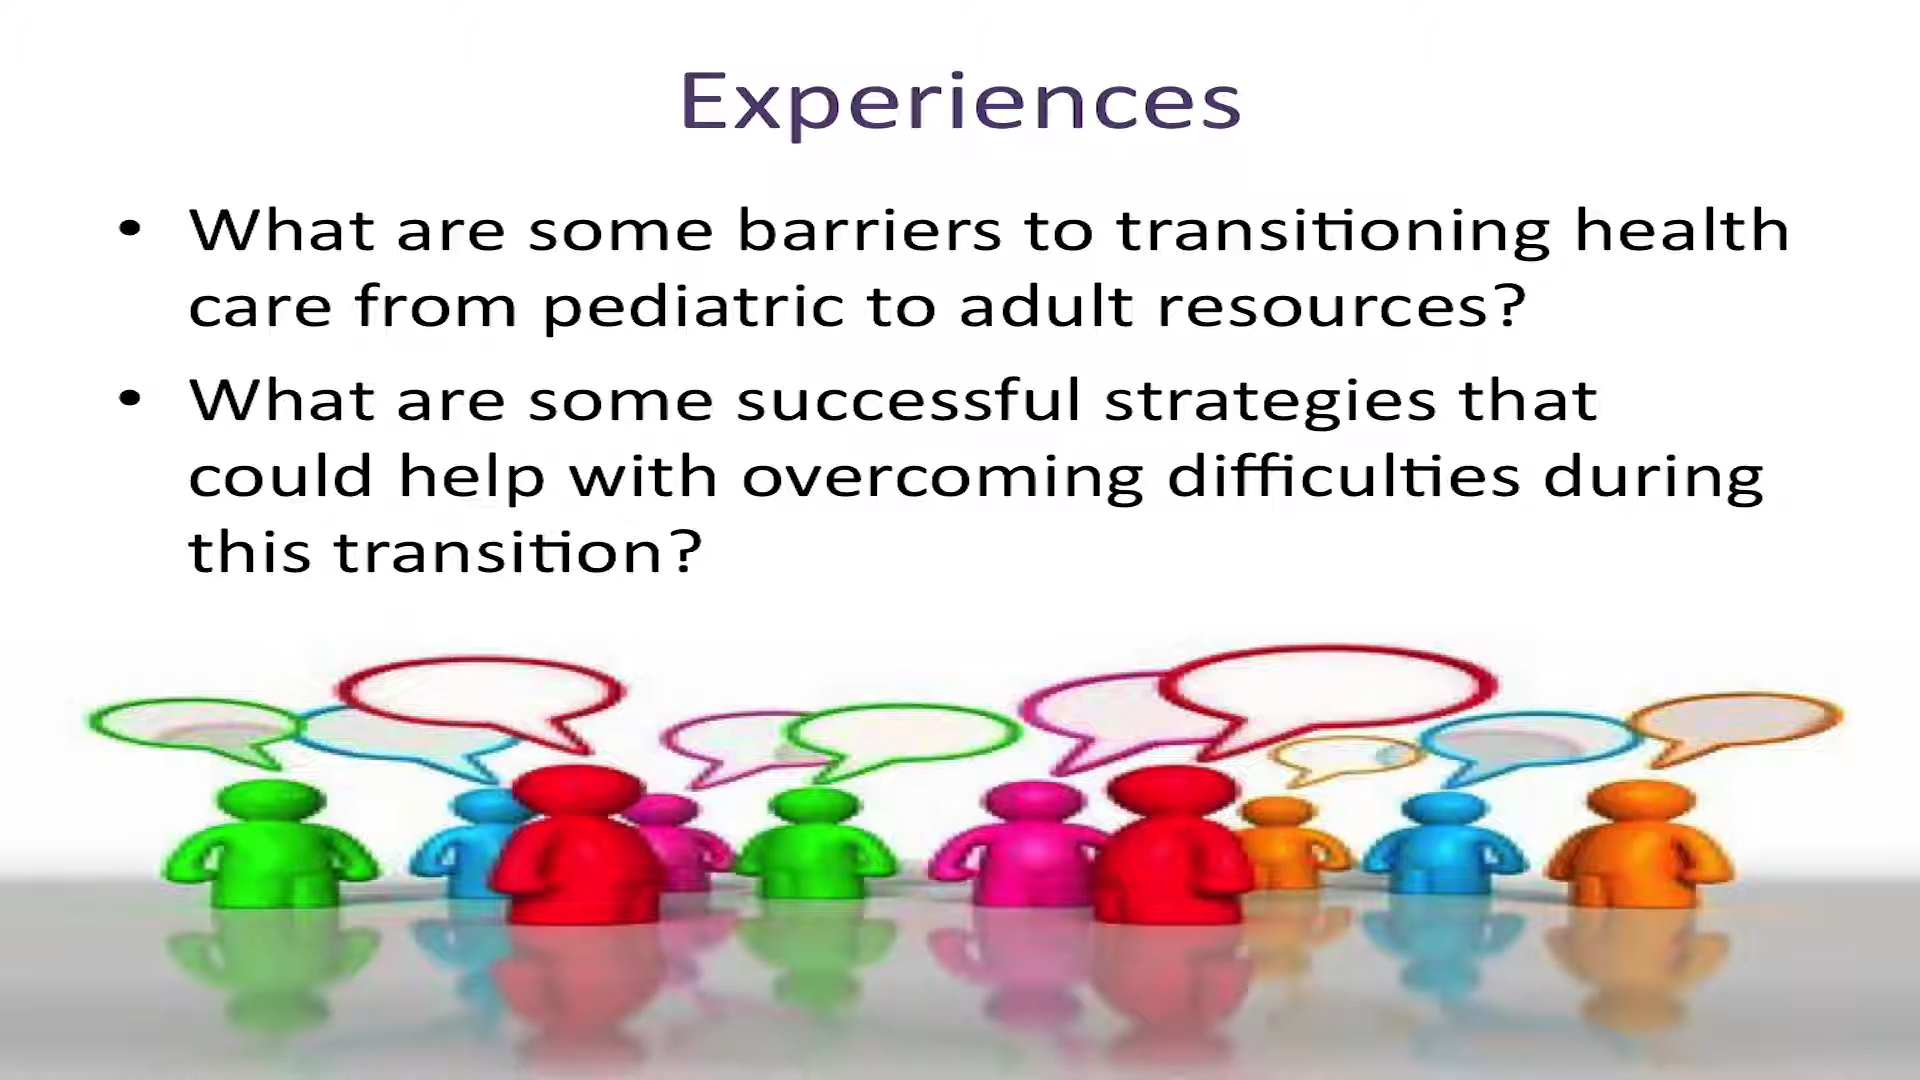 Experiences
• What are some barriers to transitioning health
care from pediatric to adult resources?
• What are some successful strategies that
could help with overcoming difficulties during
this transition?